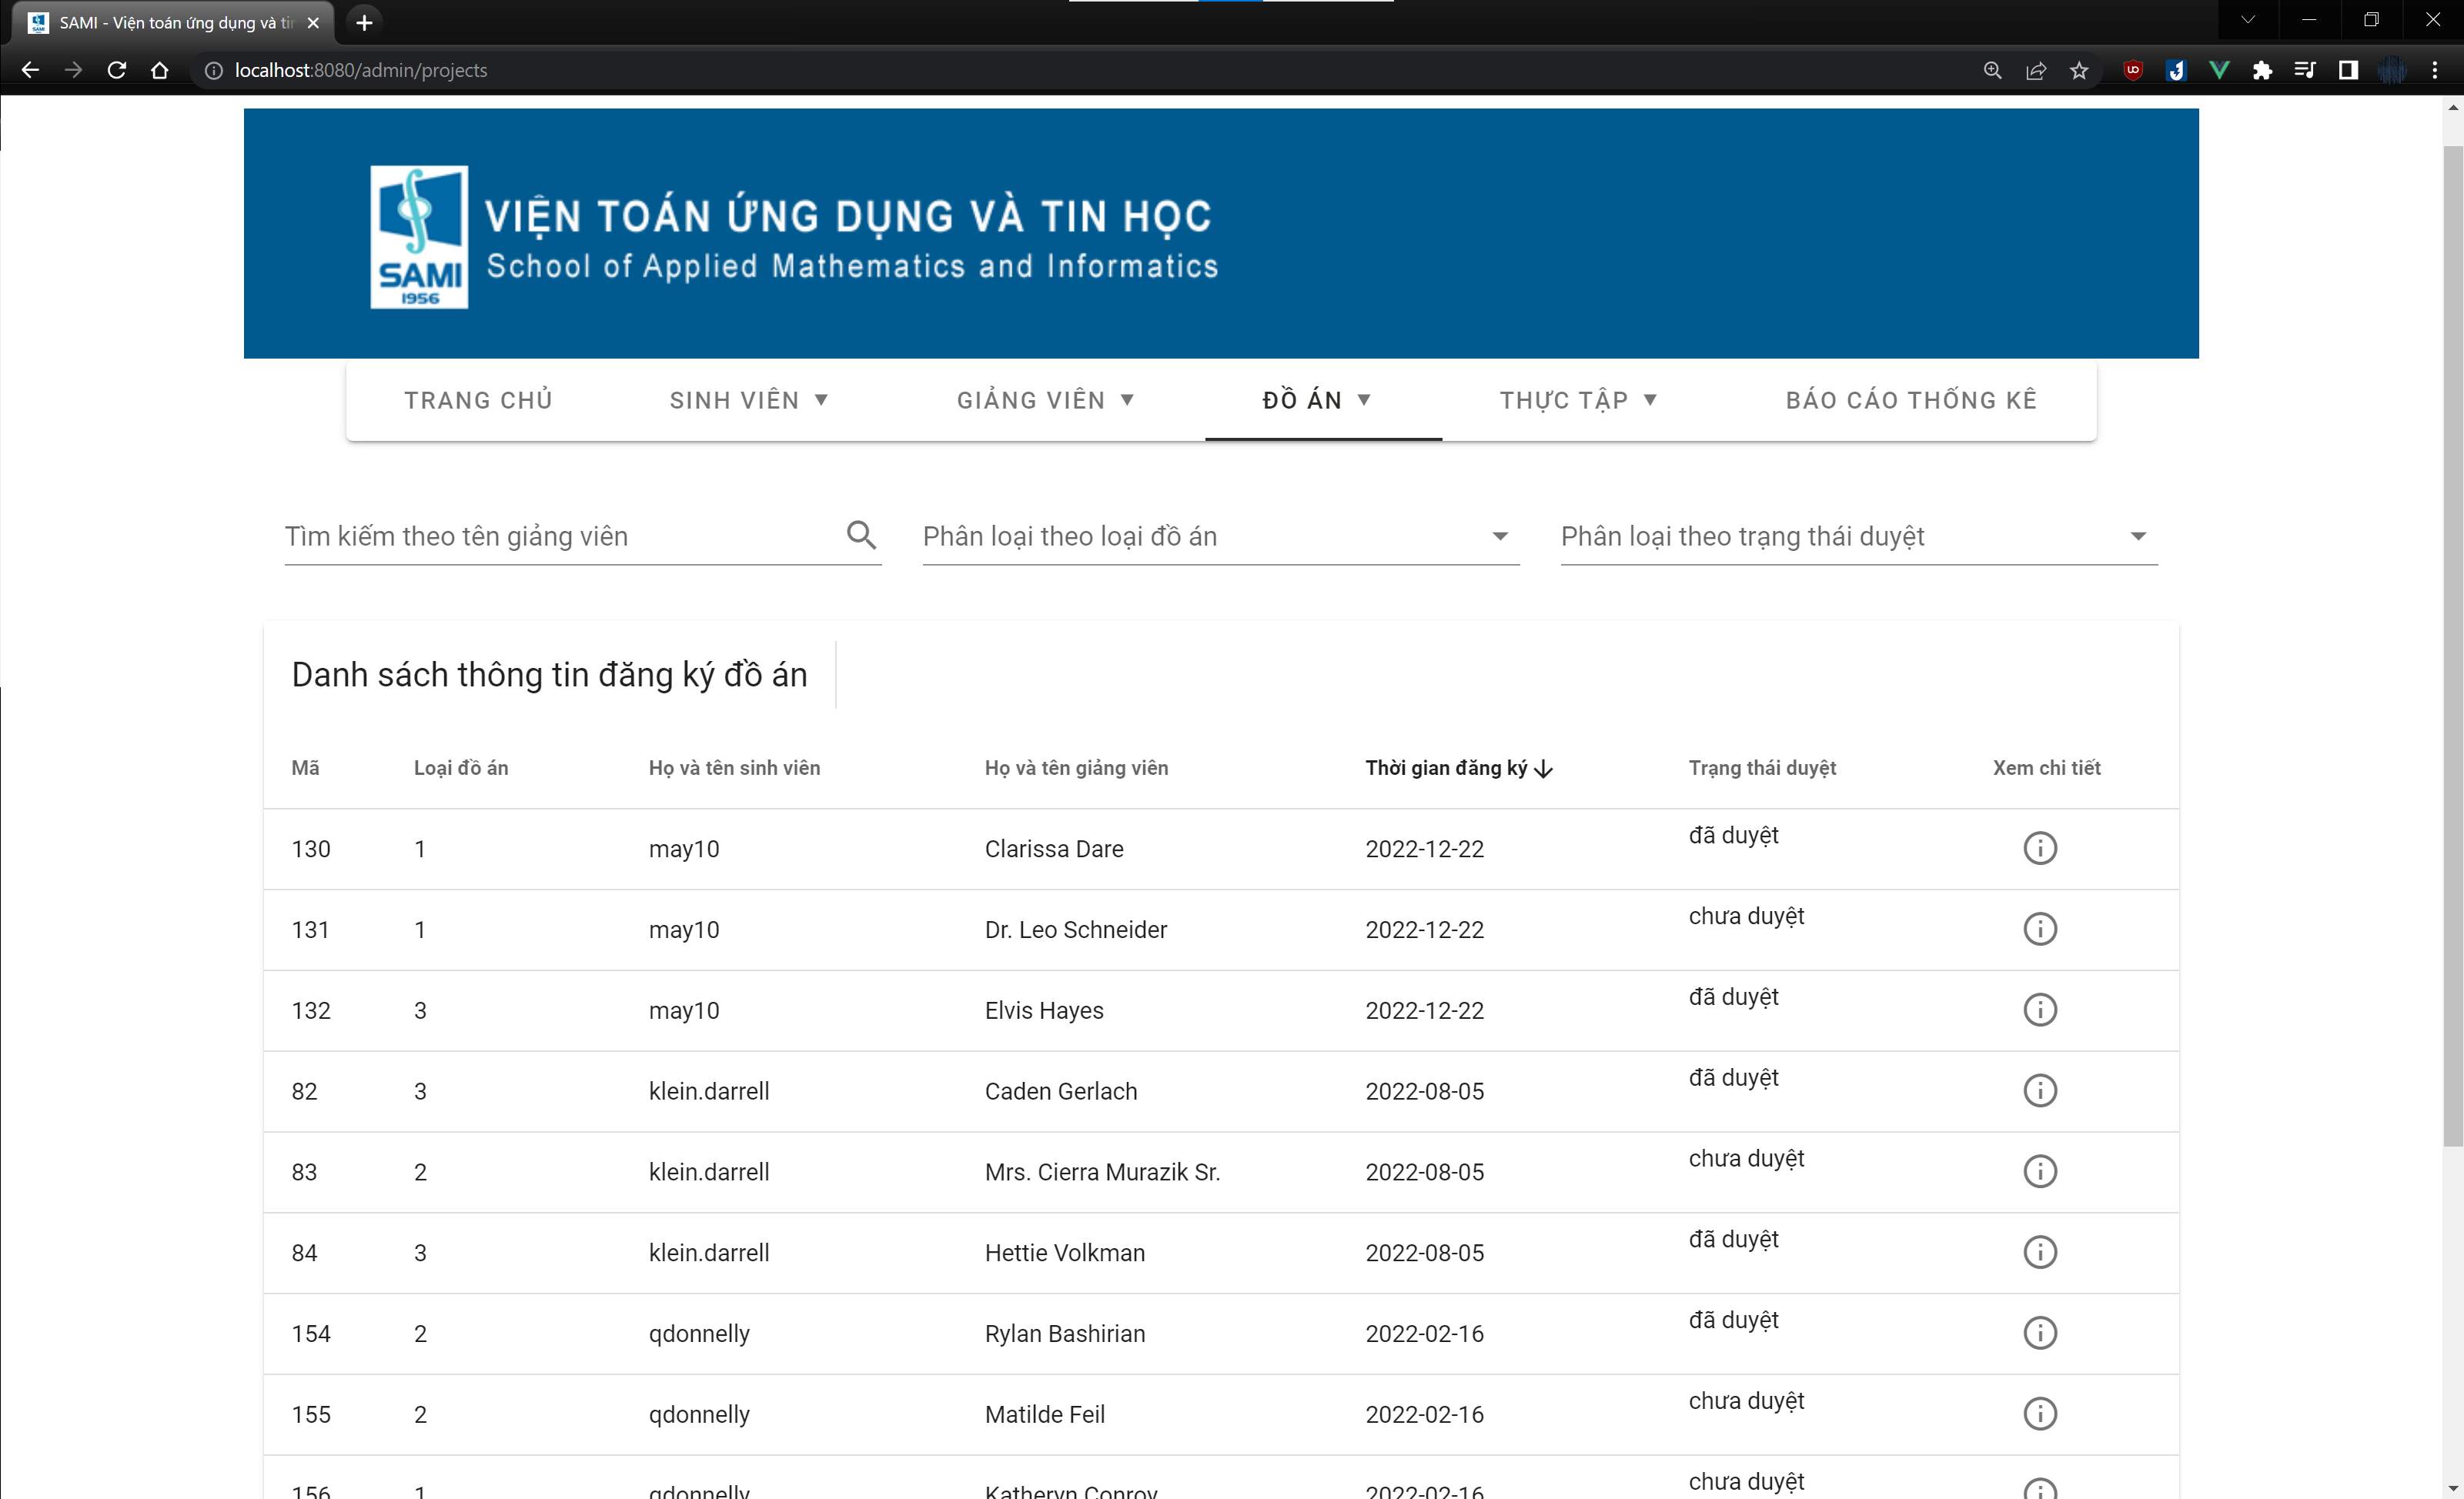 SAMI - Viện toán ứng dụng và tin
localhost:8080/admin/projects
VIỆN TOÁN ỨNG DỤNG VÀ TIN HỌC
School of Applied Mathematics and Informatics
SAMI
1956
TRANG CHỦ SINH VIÊN ▼ GIẢNG VIÊN ▼ ĐỒ ÁN ▼ THỰC TẬP ▼ BÁO CÁO THỐNG KÊ
Tìm kiếm theo tên giảng viên Phân loại theo loại đồ án Phân loại theo trạng thái duyệt
Danh sách thông tin đăng ký đồ án
Mã Loại đồ án Họ và tên sinh viên Họ và tên giảng viên Thời gian đăng ký Trạng thái duyệt Xem chi tiết
130 1 may10 Clarissa Dare 2022-12-22 đã duyệt
131 1 may10 Dr. Leo Schneider 2022-12-22 chưa duyệt
132 3 may10 Elvis Hayes 2022-12-22 đã duyệt
82 3 klein.darrell Caden Gerlach 2022-08-05 đã duyệt
83 2 klein.darrell Mrs. Cierra Murazik Sr. 2022-08-05 chưa duyệt
84 3 klein.darrell Hettie Volkman 2022-08-05 đã duyệt
154 2 qdonnelly Rylan Bashirian 2022-02-16 đã duyệt
155 2 qdonnelly Matilde Feil 2022-02-16 chưa duyệt
156 1 qdonnelly Katheryn Conroy 2022-02-16 chưa duyệt